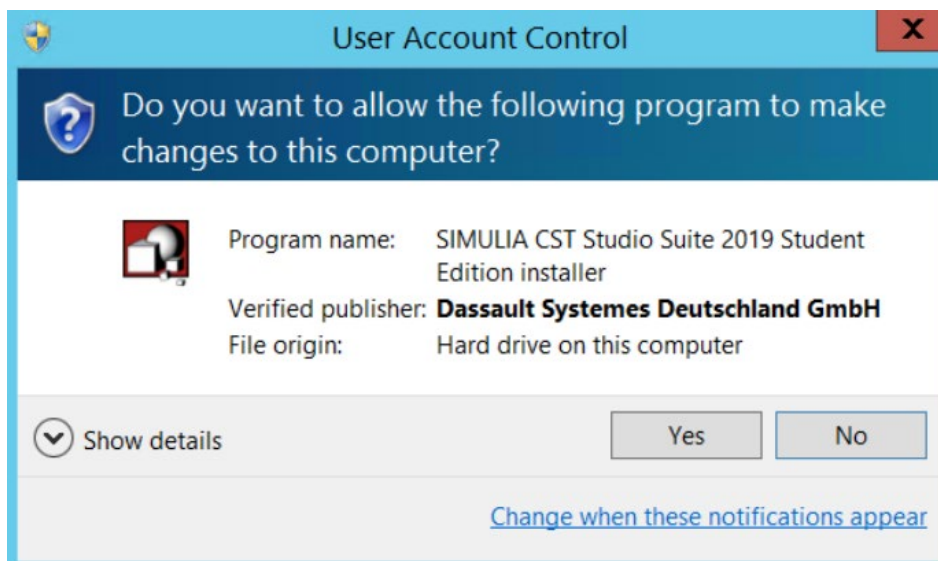 User Account Control
X
Do you want to allow the following program to make
changes to this computer?
Program name: SIMULIA CST Studio Suite 2019 Student
Edition installer
Verified publisher: Dassault Systemes Deutschland GmbH
File origin: Hard drive on this computer
Show details
Yes
No
Change when these notifications appear